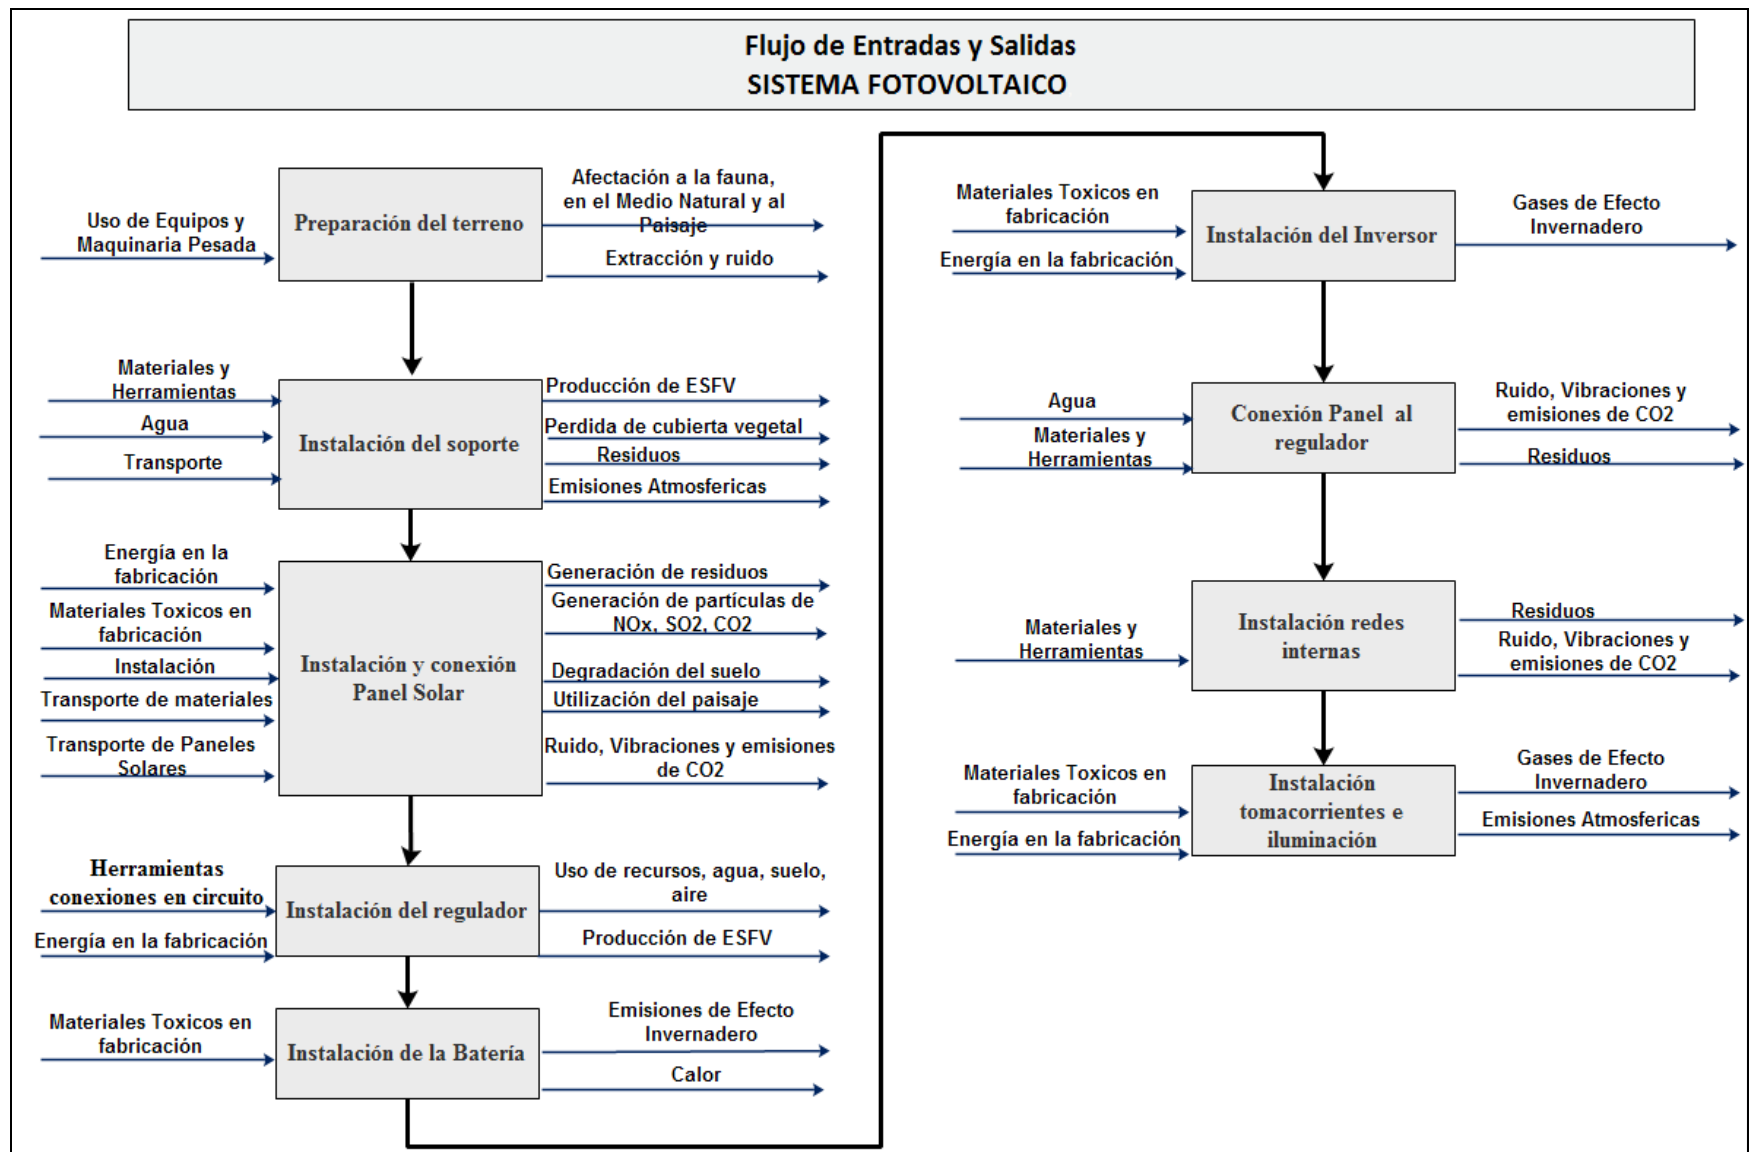 Flujo de Entradas y Salidas
SISTEMA FOTOVOLTAICO
Uso de Equipos y
Maquinaria Pesada
Preparación del terreno
Afectación a la fauna,
en el Medio Natural y al
Paisaje
Extracción y ruido
Materiales y
Herramientas
Agua
Transporte
Instalación del soporte
Producción de ESFV
Perdida de cubierta vegetal
Residuos
Emisiones Atmosfericas
Energía en la
fabricación
Materiales Toxicos en
fabricación
Instalación
Transporte de materiales
Transporte de Paneles
Solares
Instalación y conexión
Panel Solar
Generación de residuos
Generación de partículas de
NOx, SO2, CO2
Degradación del suelo
Utilización del paisaje
Ruido, Vibraciones y emisiones
de CO2
Herramientas
conexiones en circuito
Energía en la fabricación
Instalación del regulador
Uso de recursos, agua, suelo,
aire
Producción de ESFV
Materiales Toxicos en
fabricación
Instalación de la Batería
Emisiones de Efecto
Invernadero
Calor
Materiales Toxicos en
fabricación
Energía en la fabricación
Instalación del Inversor
Gases de Efecto
Invernadero
Agua
Materiales y
Herramientas
Conexión Panel al
regulador
Ruido, Vibraciones y
emisiones de CO2
Residuos
Materiales y
Herramientas
Instalación redes
internas
Residuos
Ruido, Vibraciones y
emisiones de CO2
Materiales Toxicos en
fabricación
Energía en la fabricación
Instalación
tomacorrientes e
iluminación
Gases de Efecto
Invernadero
Emisiones Atmosfericas